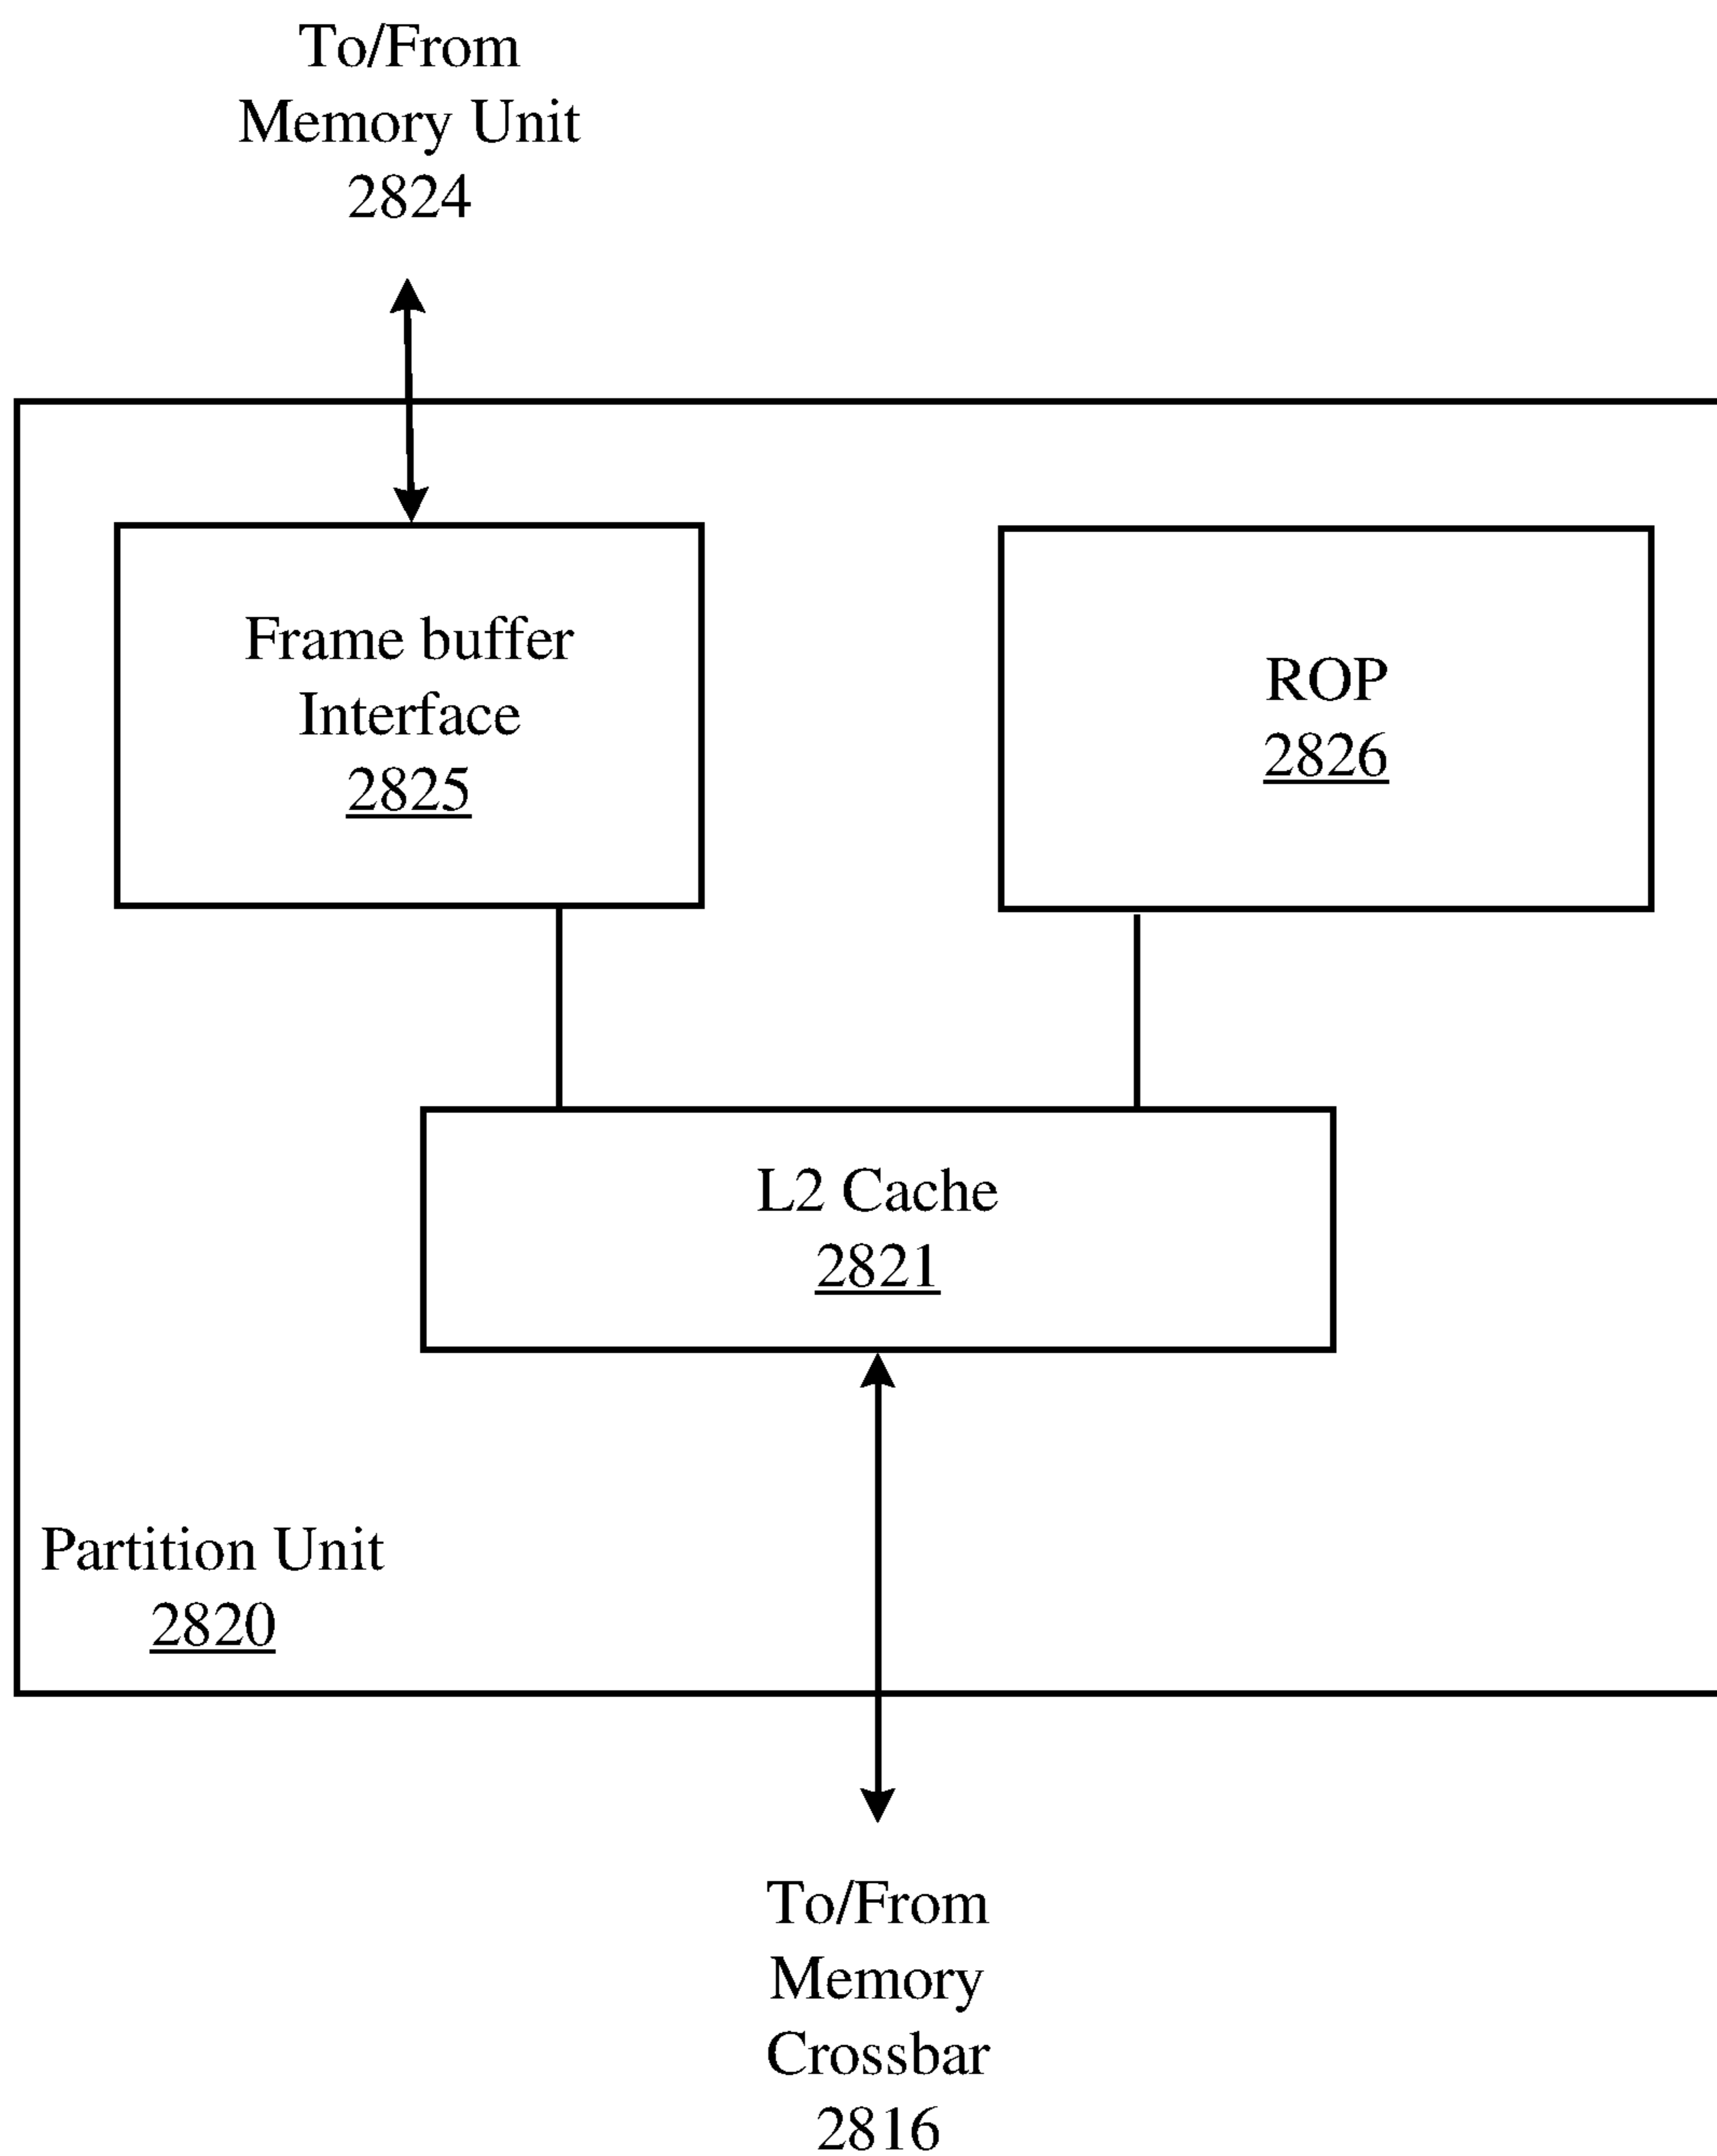 To/From
Memory Unit
2824
Frame buffer
Interface
2825
ROP
2826
L2 Cache
2821
Partition Unit
2820
To/From
Memory
Crossbar
2816